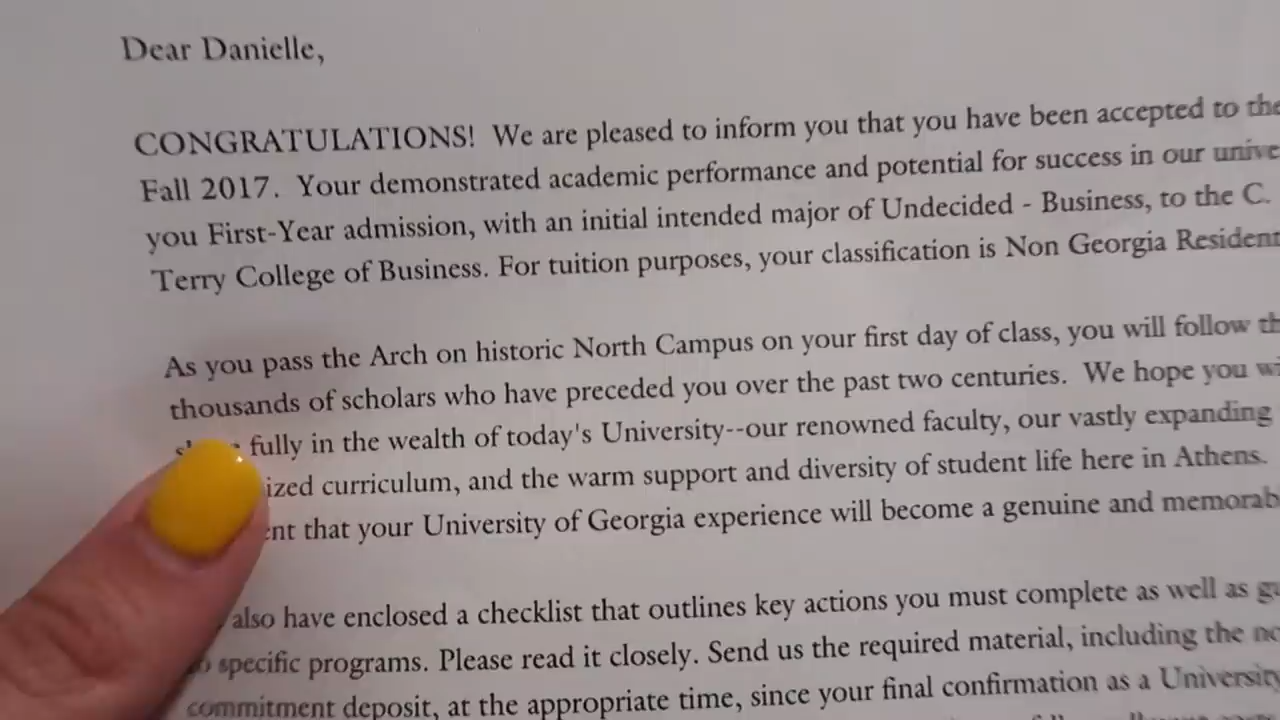 Dear Danielle,
CONGRATULATIONS! We are pleased to inform you that you have been accepted to the
Fall 2017. Your demonstrated academic performance and potential for success in our
you First-Year admission, with an initial intended major of Undecided - Business, to the C.
Terry College of Business. For tuition purposes, your classification is Non Georgia Resident
As you pass the Arch on historic North Campus on your first day of class, you will follow
thousands of scholars who have preceded you over the past two centuries. We hope you
fully in the wealth of today's University--our renowned faculty, our vastly expanding
ized curriculum, and the warm support and diversity of student life here in Athens.
ent that your University of Georgia experience will become a genuine and
also have enclosed a checklist that outlines key actions you must complete as well as
specific programs. Please read it closely. Send us the required material, including the
commitment deposit, at the appropriate time, since your final confirmation as a University